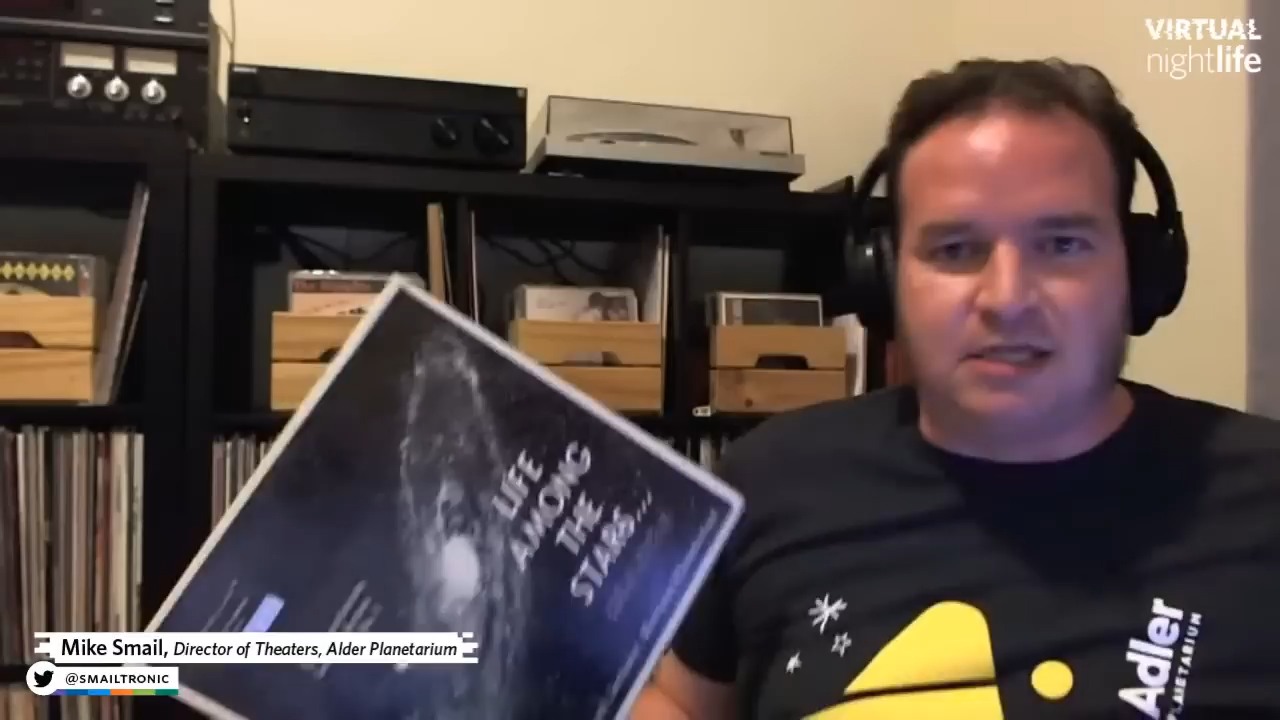 VIRTUAL
nightlife
LIFE
AMONG
THE
STARS...
Adler
PLANETARIUM
Mike Smail, Director of Theaters, Alder Planetarium
@SMAILTRONIC